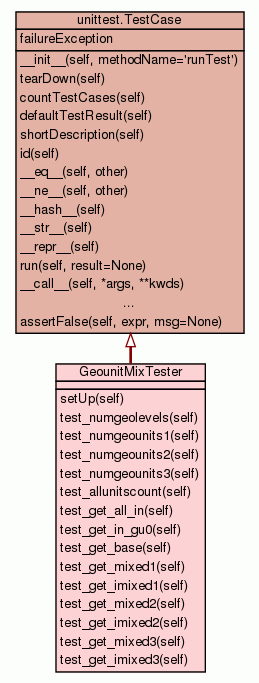 unittest.TestCase
failureException
__init__(self, methodName='runTest')
tearDown(self)
countTestCases(self)
defaultTestResult(self)
shortDescription(self)
id(self)
__eq__(self, other)
__ne__(self, other)
__hash__(self)
__str__(self)
__repr__(self)
run(self, result=None)
__call__(self, *args, **kwds)
...
assertFalse(self, expr, msg=None)
GeounitMixTester
setUp(self)
test_numgeolevels(self)
test_numgeounits1(self)
test_numgeounits2(self)
test_numgeounits3(self)
test_allunitscount(self)
test_get_all_in(self)
test_get_in_gu0(self)
test_get_base(self)
test_get_mixed1(self)
test_get_imixed1(self)
test_get_mixed2(self)
test_get_imixed2(self)
test_get_mixed3(self)
test_get_imixed3(self)